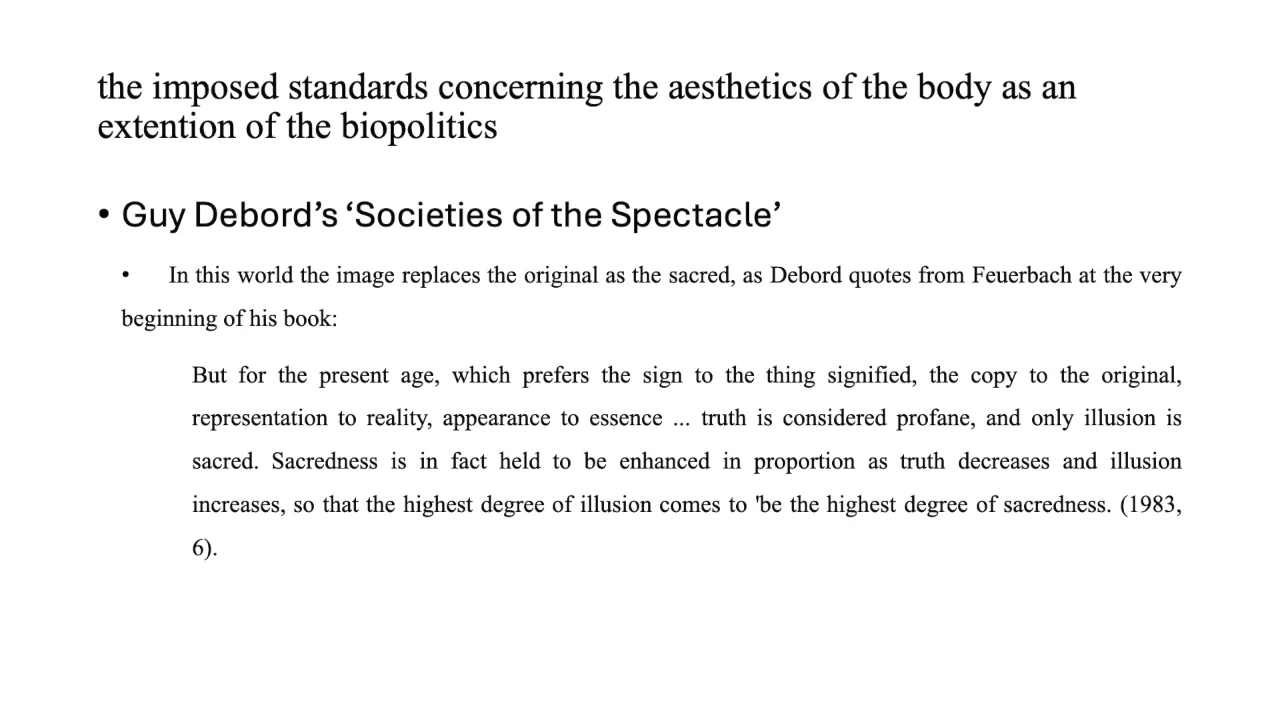 the imposed standards concerning the aesthetics of the body as an
extention of the biopolitics
• Guy Debord’s ‘Societies of the Spectacle’
• In this world the image replaces the original as the sacred, as Debord quotes from Feuerbach at the very
beginning of his book:
But for the present age, which prefers the sign to the thing signified, the copy to the original,
representation to reality, appearance to essence ... truth is considered profane, and only illusion is
sacred. Sacredness is in fact held to be enhanced in proportion as truth decreases and illusion
increases, so that the highest degree of illusion comes to 'be the highest degree of sacredness. (1983,
6).